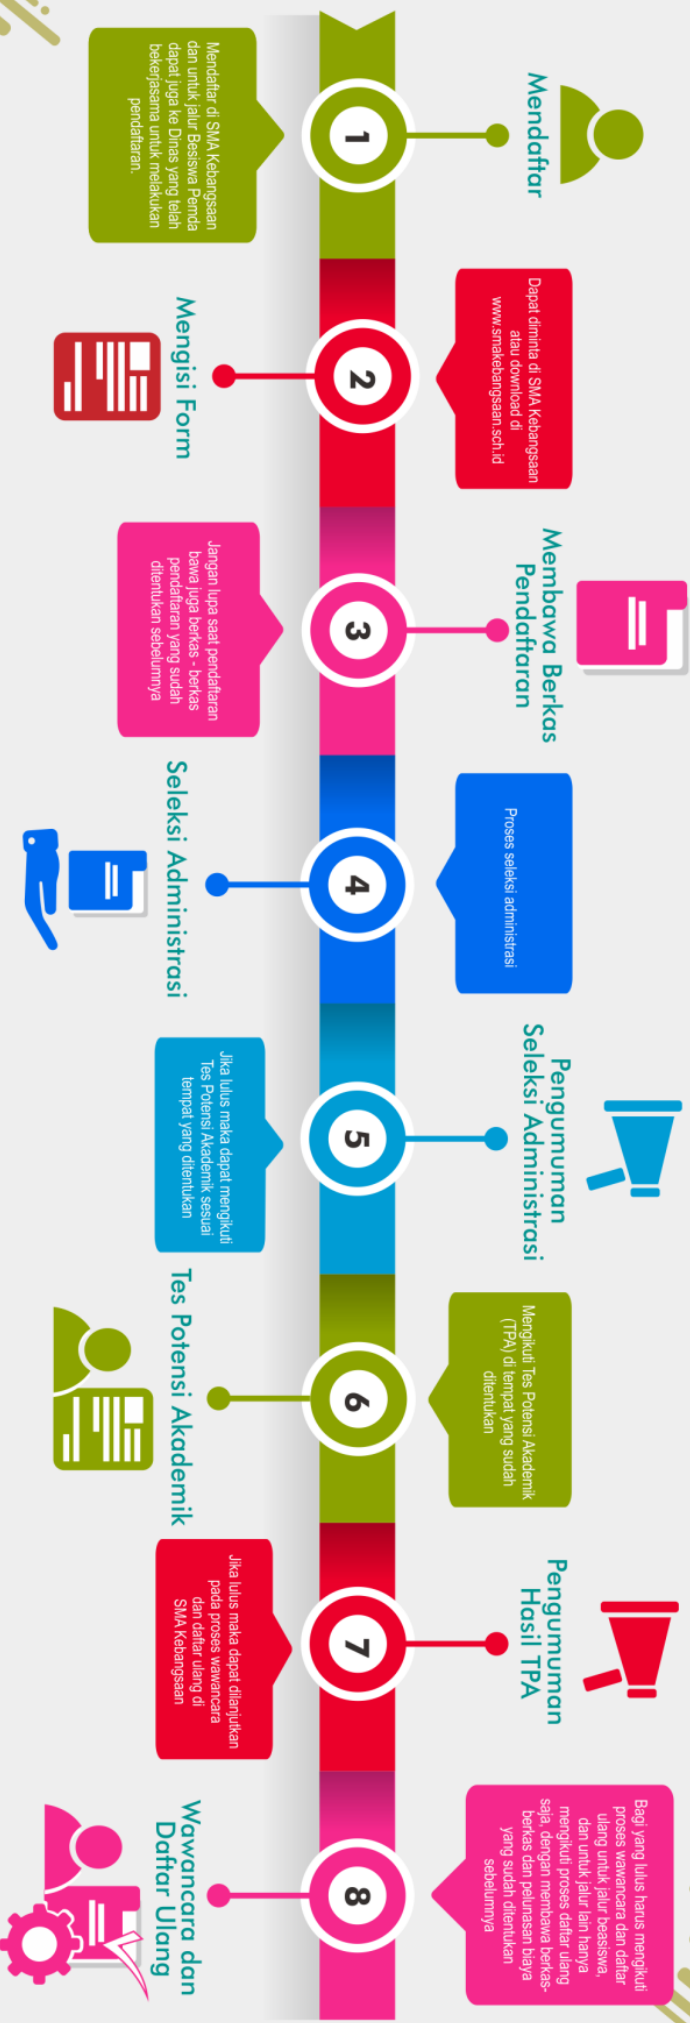 Mendaftar
1
Mendaftar di SMA Kebangsaan
dan untuk jalur Besiswa Pemda
dapat juga ke Dinas yang telah
bekerjasama untuk melakukan
pendaftaran.
Dapat diminta di SMA Kebangsaan
atau download di
www.smakebangsaan.sch.id
2
Mengisi Form
Membawa Berkas
Pendaftaran
3
Jangan lupa saat pendaftaran
bawa juga berkas - berkas
pendaftaran yang sudah
ditentukan sebelumnya
Proses seleksi administrasi
4
Seleksi Administrasi
Pengumuman
Seleksi Administrasi
5
Jika lulus maka dapat mengikuti
Tes Potensi Akademik sesuai
tempat yang ditentukan
Mengikuti Tes Potensi Akademik
(TPA) di tempat yang sudah
ditentukan
6
Tes Potensi Akademik
Pengumuman
Hasil TPA
7
Jika lulus maka dapat dilanjutkan
pada proses wawancara
dan daftar ulang di
SMA Kebangsaan
Bagi yang lulus harus mengikuti
proses wawancara dan daftar
ulang untuk jalur beasiswa,
dan untuk jalur lain hanya
mengikuti proses daftar ulang
saja, dengan membawa berkas-
berkas dan pelunasan biaya
yang sudah ditentukan
sebelumnya
8
Wawancara dan
Daftar Ulang